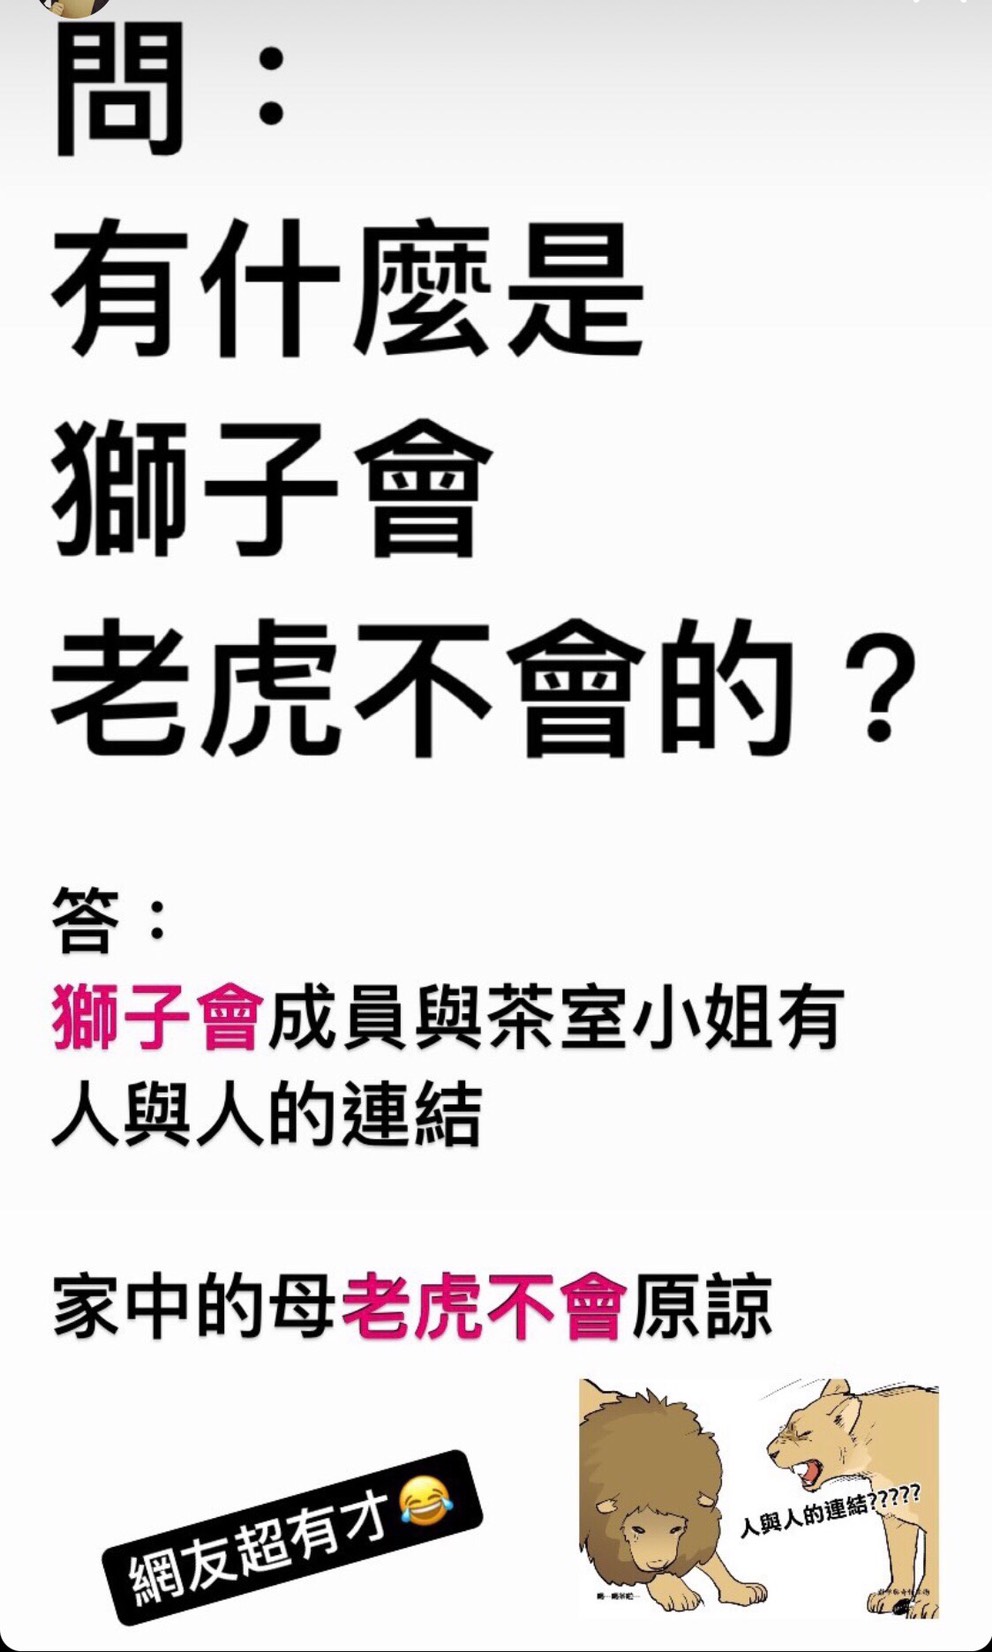 問：
有什麼是
獅子會
老虎不會的？
答：
獅子會成員與茶室小姐有
人與人的連結
家中的母老虎不會原諒
網友超有才😂
人與人的連結?????